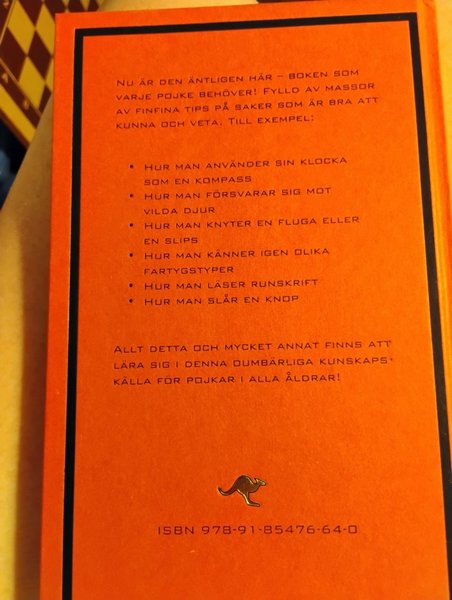 NU ÄR DEN ÄNTLIGEN HÄR – BOKEN SOM
VARJE POJKE BEHÖVER! FYLLD AV MASSOR
AV FINFINA TIPS PÅ SAKER SOM ÄR BRA ATT
KUNNA OCH VETA. TILL EXEMPEL:
• HUR MAN ANVÄNDER SIN KLOCKA
SOM EN KOMPASS
• HUR MAN FÖRSVARAR SIG MOT
VILDA DJUR
• HUR MAN KNYTER EN FLUGA ELLER
EN SLIPS
• HUR MAN KÄNNER IGEN OLIKA
FARTYGSTYPER
• HUR MAN LÄSER RUNSKRIFT
• HUR MAN SLÅR EN KNOP
ALLT DETTA OCH MYCKET ANNAT FINNS ATT
LÄRA SIG I DENNA OUMBÄRLIGA KUNSKAPS-
KÄLLA FÖR POJKAR I ALLA ÅLDRAR!
ISBN 978-91-85476-64-0